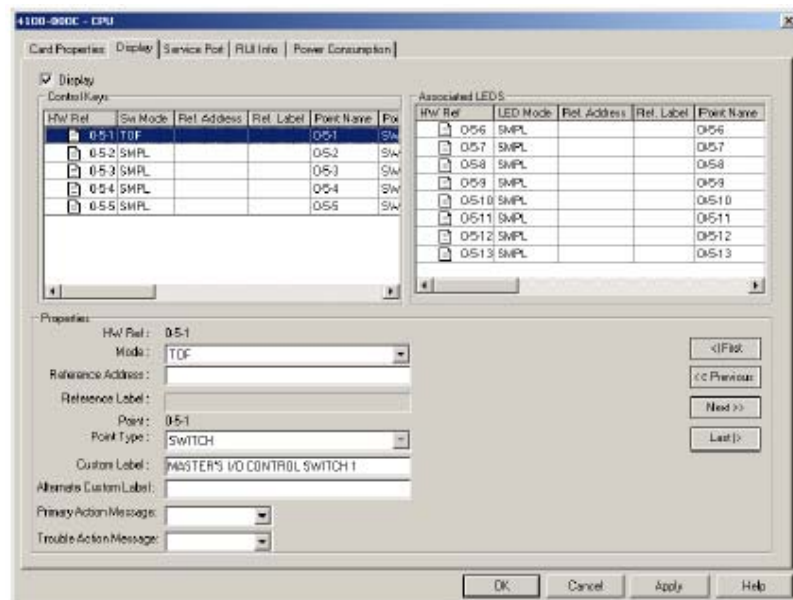 4100-000C - CPU
Card Properties Display Service Port RUI Info Power Consumption
Display
Control Keys
HW Ref Sw Mode Ref. Address Ref. Label Point Name
0-5-1 TOF 0-5-1
0-5-2 SMPL 0-5-2
0-5-3 SMPL 0-5-3
0-5-4 SMPL 0-5-4
0-5-5 SMPL 0-5-5
Associated LEDS
HW Ref LED Mode Ref. Address Ref. Label Point Name
0-5-6 SMPL 0-5-6
0-5-7 SMPL 0-5-7
0-5-8 SMPL 0-5-8
0-5-9 SMPL 0-5-9
0-5-10 SMPL 0-5-10
0-5-11 SMPL 0-5-11
0-5-12 SMPL 0-5-12
0-5-13 SMPL 0-5-13
Properties
HW Ref : 0-5-1
Mode : TOF
Reference Address :
Reference Label :
Point : 0-5-1
Point Type : SWITCH
Custom Label : MASTER'S I/O CONTROL SWITCH 1
Alternate Custom Label:
Primary Action Message:
Trouble Action Message:
<| First
<< Previous
Next >>
Last |>
OK Cancel Apply Help